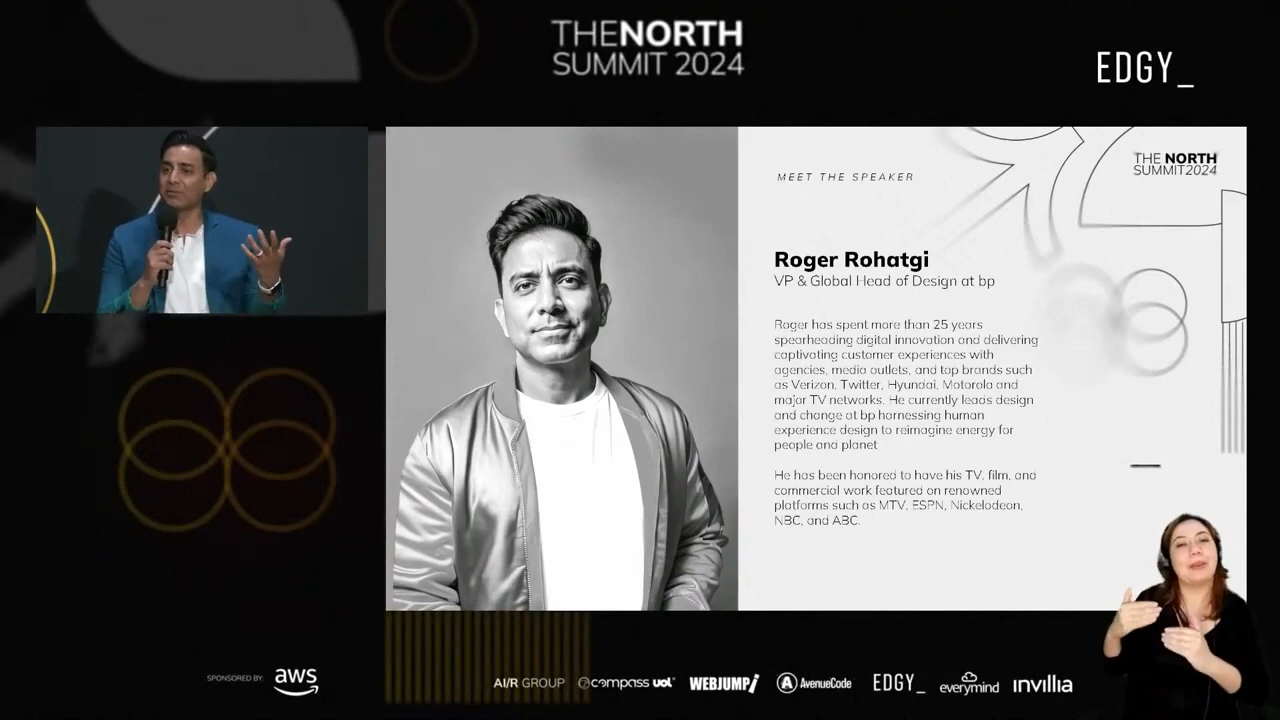 THENORTH
SUMMIT 2024
EDGY_
MEET THE SPEAKER
THE NORTH
SUMMIT2024
Roger Rohatgi
VP & Global Head of Design at bp
Roger has spent more than 25 years
spearheading digital innovation and delivering
captivating customer experiences with
agencies, media outlets, and top brands such
as Verizon, Twitter, Hyundai, Motorola and
major TV networks. He currently leads design
and change at bp harnessing human
experience design to reimagine energy for
people and planet
He has been honored to have his TV, film, and
commercial work featured on renowned
platforms such as MTV, ESPN, Nickelodeon,
NBC, and ABC.
SPONSORED BY: aws
AI/R GROUP compass uol WEBJUMP AvenueCode EDGY_ everymind invillia